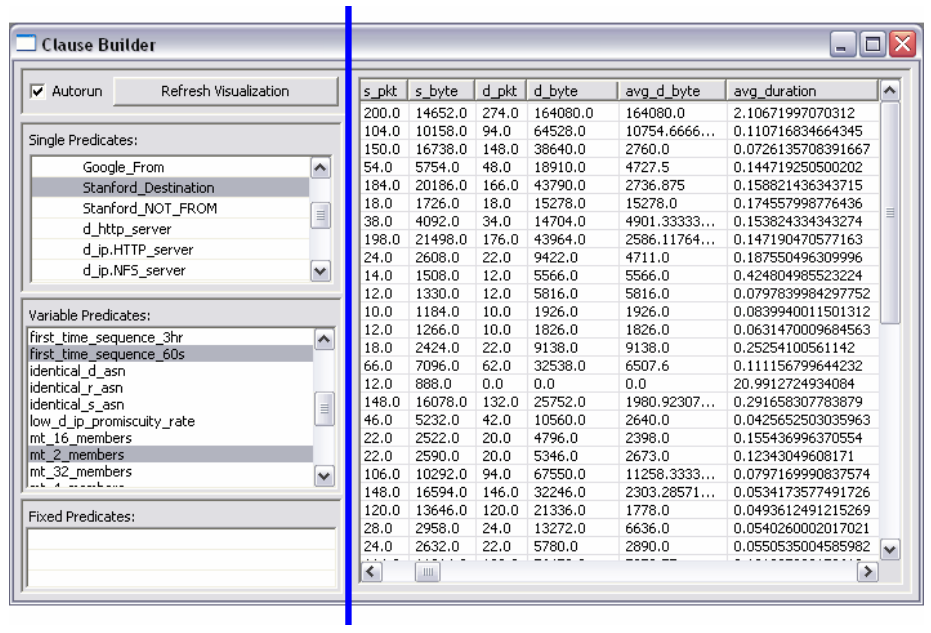 Clause Builder
Autorun
Refresh Visualization
Single Predicates:
Google_From
Stanford_Destination
Stanford_NOT_FROM
d_http_server
d_ip.HTTP_server
d_ip.NFS_server
Variable Predicates:
first_time_sequence_3hr
first_time_sequence_60s
identical_d_asn
identical_r_asn
identical_s_asn
low_d_ip_promiscuity_rate
mt_16_members
mt_2_members
mt_32_members
Fixed Predicates:
s_pkt s_byte d_pkt d_byte avg_d_byte avg_duration
200.0 14652.0 274.0 164080.0 164080.0 2.10671997070312
104.0 10158.0 94.0 64528.0 10754.6666... 0.110716834664345
150.0 16738.0 148.0 38640.0 2760.0 0.0726135708391667
54.0 5754.0 48.0 18910.0 4727.5 0.144719250500202
184.0 20186.0 166.0 43790.0 2736.875 0.158821436343715
18.0 1726.0 18.0 15278.0 15278.0 0.174557998776436
38.0 4092.0 34.0 14704.0 4901.33333... 0.153824334343274
198.0 21498.0 176.0 43964.0 2586.11764... 0.147190470577163
24.0 2608.0 22.0 9422.0 4711.0 0.187550496309996
14.0 1508.0 12.0 5566.0 5566.0 0.424804985523224
12.0 1330.0 12.0 5816.0 5816.0 0.0797839984297752
10.0 1184.0 10.0 1926.0 1926.0 0.0839940011501312
12.0 1266.0 10.0 1826.0 1826.0 0.0631470009684563
18.0 2424.0 22.0 9138.0 9138.0 0.25254100561142
66.0 7096.0 62.0 32538.0 6507.6 0.111156799644232
12.0 888.0 0.0 0.0 0.0 20.9912724934084
148.0 16078.0 132.0 25752.0 1980.92307... 0.291658307783879
46.0 5232.0 42.0 10560.0 2640.0 0.0425652503035963
22.0 2522.0 20.0 4796.0 2398.0 0.155436996370554
22.0 2590.0 20.0 5346.0 2673.0 0.12343049608171
106.0 10292.0 94.0 67550.0 11258.3333... 0.0797169990837574
148.0 16594.0 146.0 32246.0 2303.28571... 0.0534173577491726
120.0 13646.0 120.0 21336.0 1778.0 0.0493612491215269
28.0 2958.0 24.0 13272.0 6636.0 0.0540260002017021
24.0 2632.0 22.0 5780.0 2890.0 0.0550535004585982